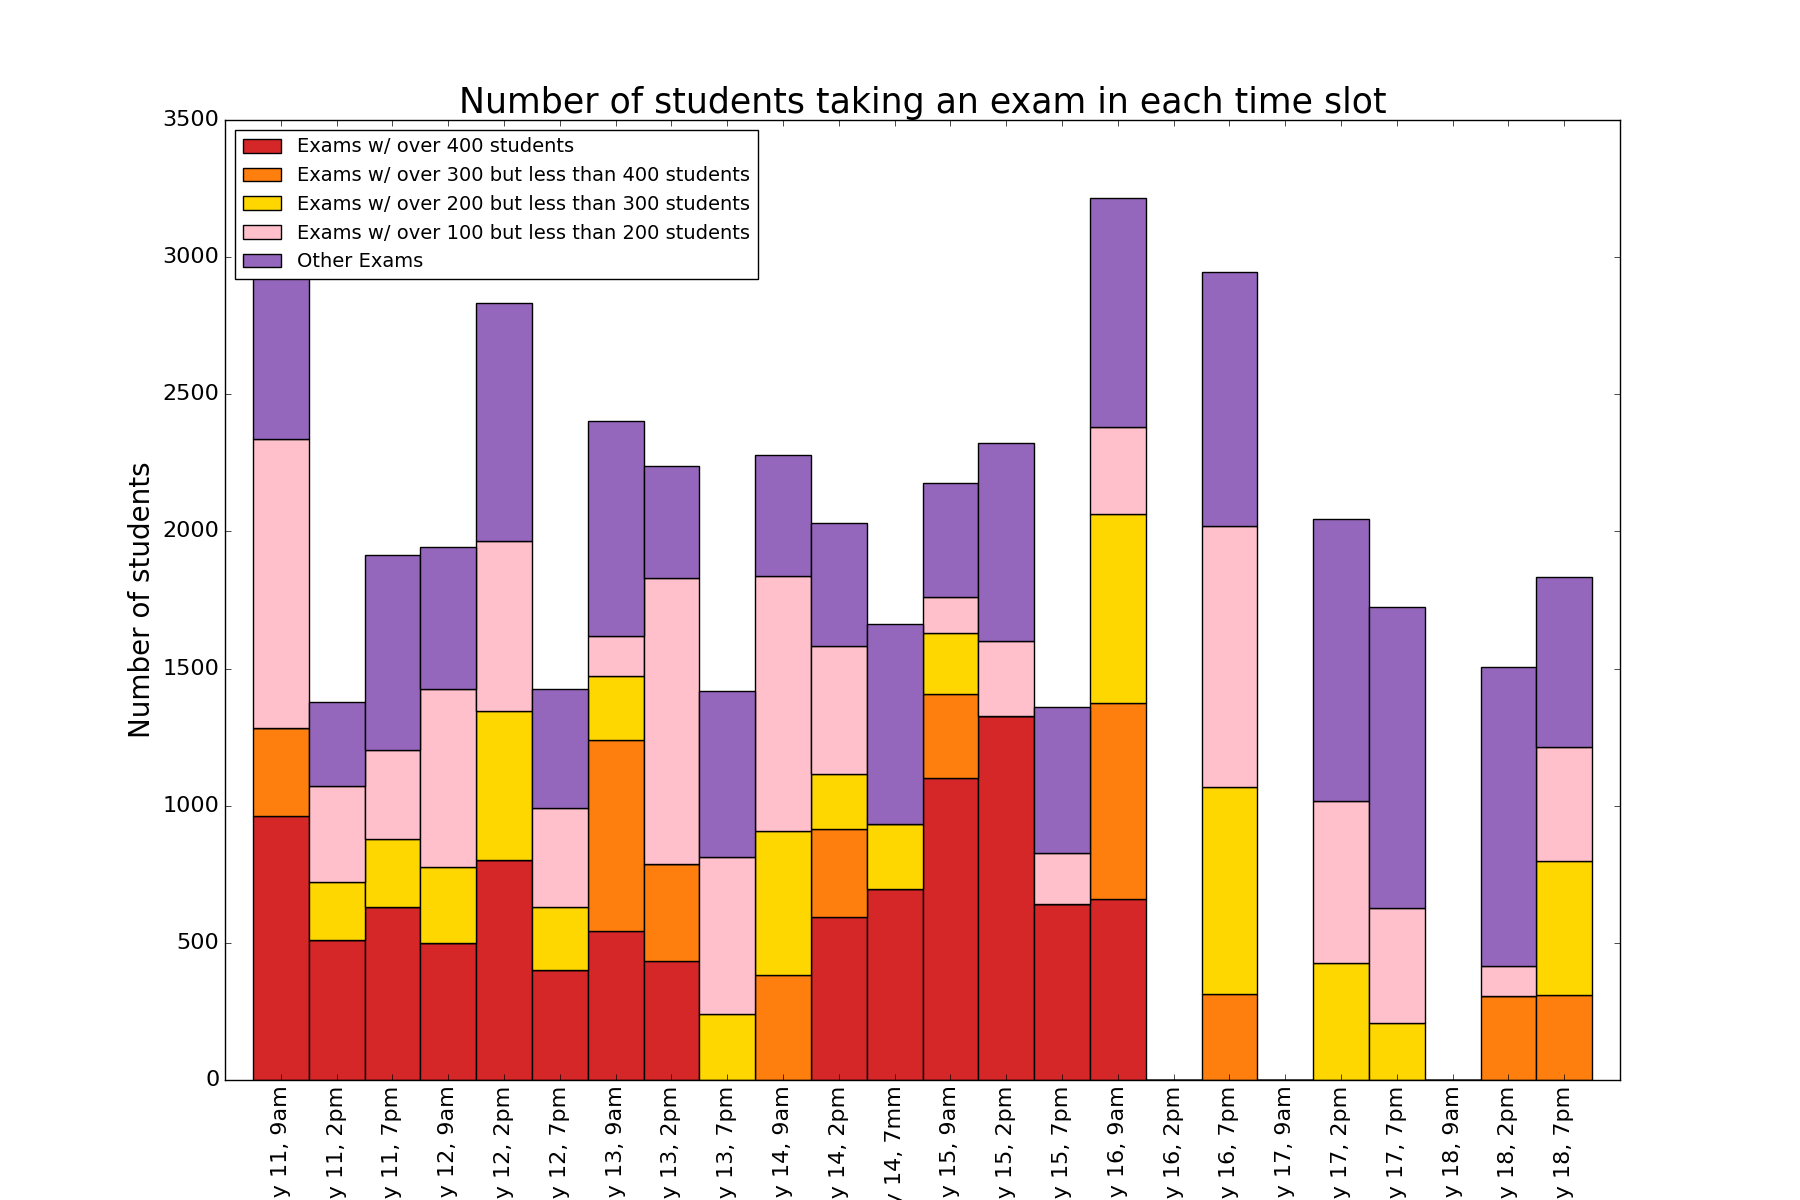 Number of students taking an exam in each time slot
3500
3000
2500
2000
1500
1000
500
0
Number of students
Exams w/ over 400 students
Exams w/ over 300 but less than 400 students
Exams w/ over 200 but less than 300 students
Exams w/ over 100 but less than 200 students
Other Exams
y 11, 9am
y 11, 2pm
y 11, 7pm
y 12, 9am
y 12, 2pm
y 12, 7pm
y 13, 9am
y 13, 2pm
y 13, 7pm
y 14, 9am
y 14, 2pm
y 14, 7mm
y 15, 9am
y 15, 2pm
y 15, 7pm
y 16, 9am
y 16, 2pm
y 16, 7pm
y 17, 9am
y 17, 2pm
y 17, 7pm
y 18, 9am
y 18, 2pm
y 18, 7pm